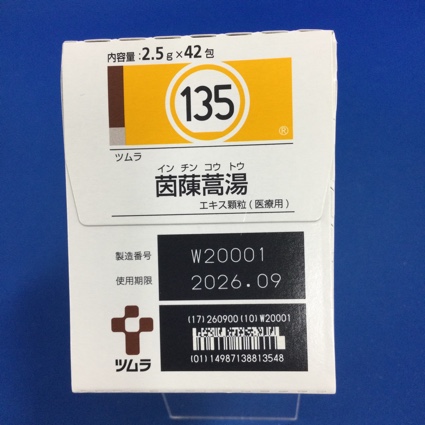 内容量:2.5g×42包
135
®
ツムラ
インチンコウトウ
茵蔯蒿湯
エキス顆粒(医療用)
製造番号 W20001
使用期限 2026.09
(17)260900(10)W20001
(01)14987138813548
ツムラ